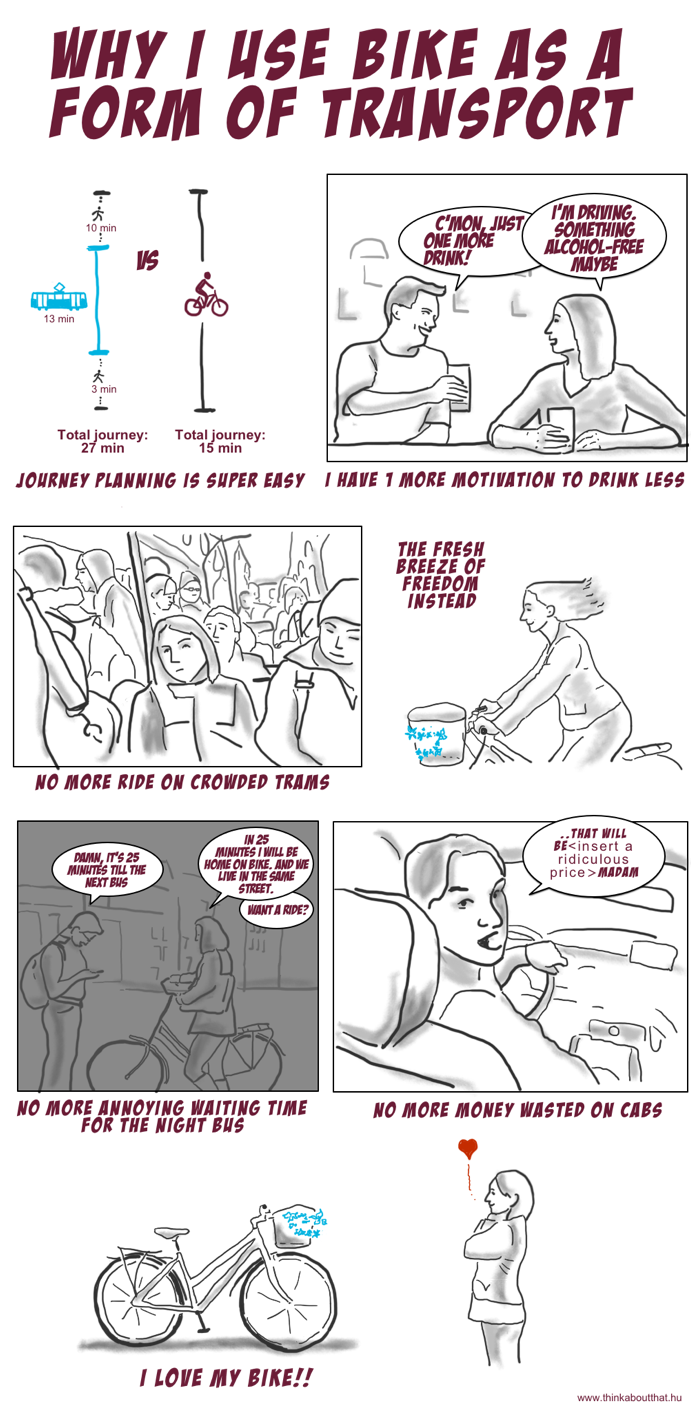 WHY I USE BIKE AS A
FORM OF TRANSPORT
10 min
VS
13 min
3 min
Total journey:
27 min
Total journey:
15 min
JOURNEY PLANNING IS SUPER EASY
C'MON, JUST
ONE MORE
DRINK!
I'M DRIVING.
SOMETHING
ALCOHOL-FREE
MAYBE
I HAVE 1 MORE MOTIVATION TO DRINK LESS
NO MORE RIDE ON CROWDED TRAMS
THE FRESH
BREEZE OF
FREEDOM
INSTEAD
DAMN, IT'S 25
MINUTES TILL THE
NEXT BUS
IN 25
MINUTES I WILL BE
HOME ON BIKE. AND WE
LIVE IN THE SAME
STREET.
WANT A RIDE?
NO MORE ANNOYING WAITING TIME
FOR THE NIGHT BUS
..THAT WILL
BE<insert a
ridiculous
price>MADAM
NO MORE MONEY WASTED ON CABS
I LOVE MY BIKE!!
www.thinkaboutthat.hu